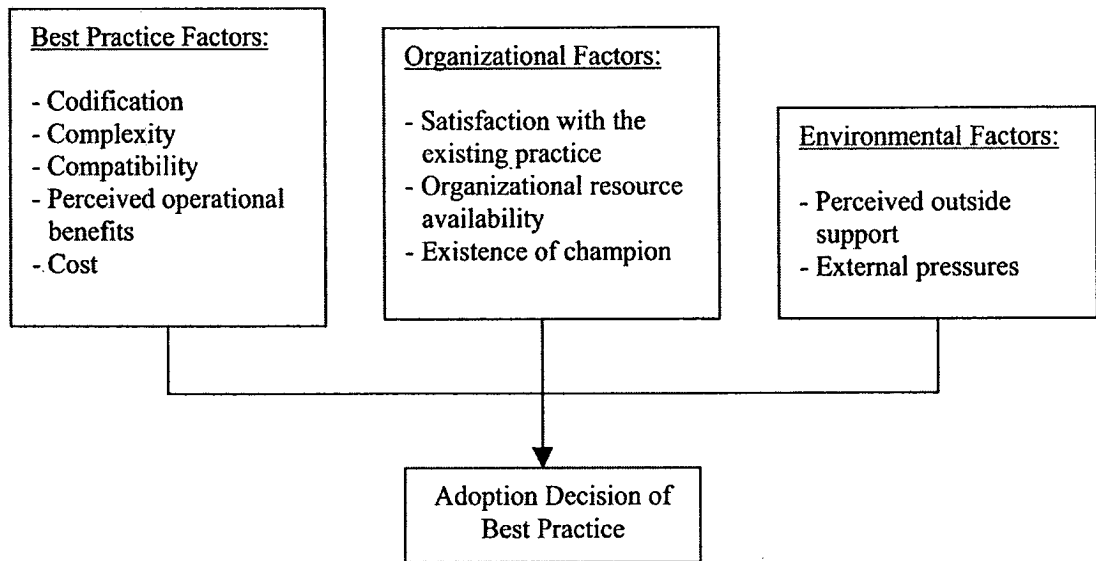 Best Practice Factors:
- Codification
- Complexity
- Compatibility
- Perceived operational
benefits
- Cost
Organizational Factors:
- Satisfaction with the
existing practice
- Organizational resource
availability
- Existence of champion
Environmental Factors:
- Perceived outside
support
- External pressures
Adoption Decision of
Best Practice